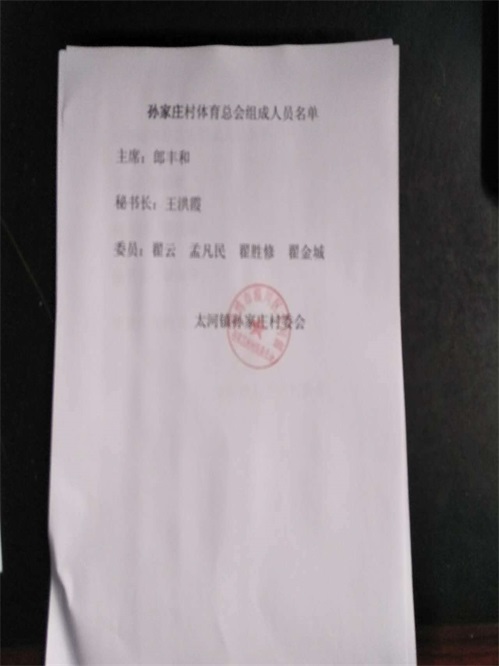 孙家庄村体育总会组成人员名单
主席：郎丰和
秘书长：王洪霞
委员：翟云 孟凡民 翟胜修 翟金城
太河镇孙家庄村委会